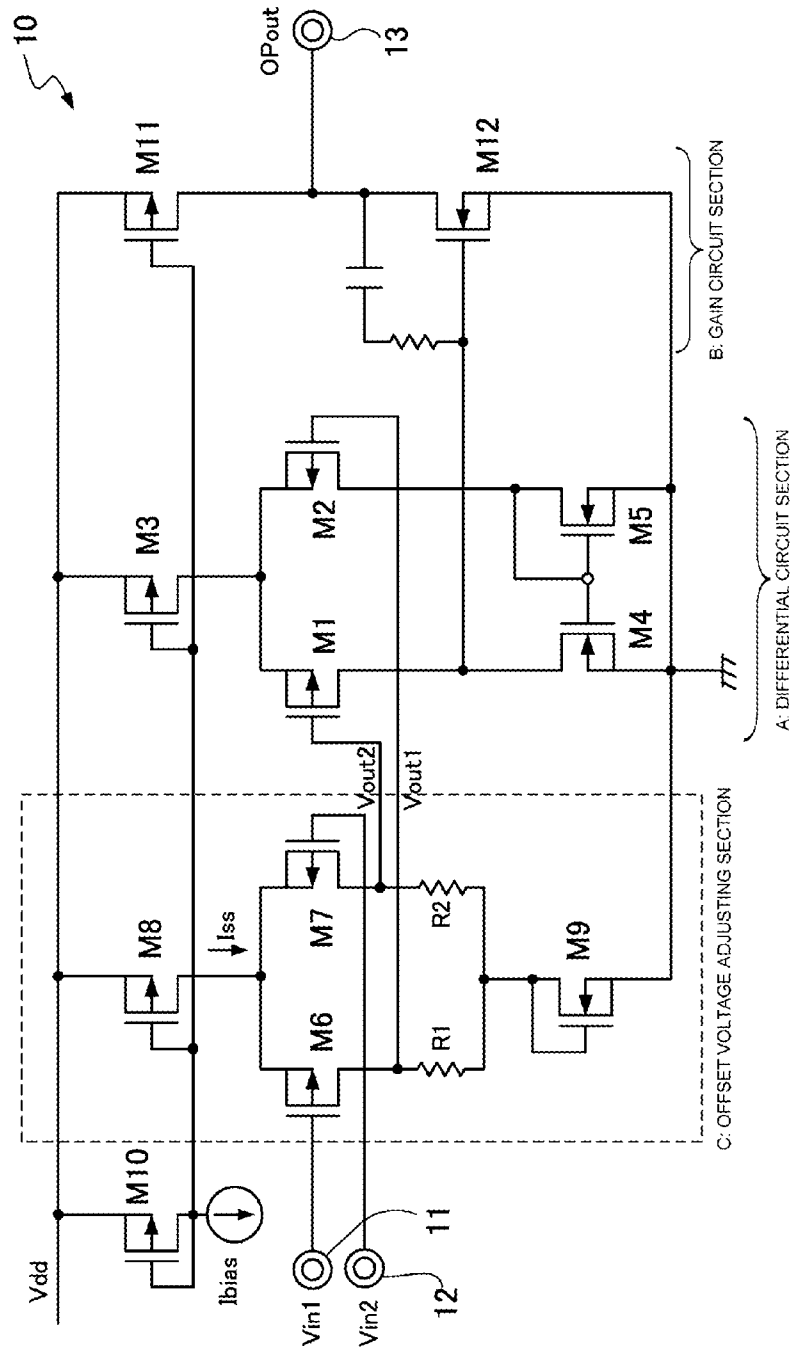 10
Vdd
M10
M8
M3
M11
OPout
13
Iss
Ibias
M6
M7
M1
M2
M12
Vin1
11
Vin2
12
Vout2
Vout1
R1
R2
M9
M4
M5
C: OFFSET VOLTAGE ADJUSTING SECTION
A: DIFFERENTIAL CIRCUIT SECTION
B: GAIN CIRCUIT SECTION